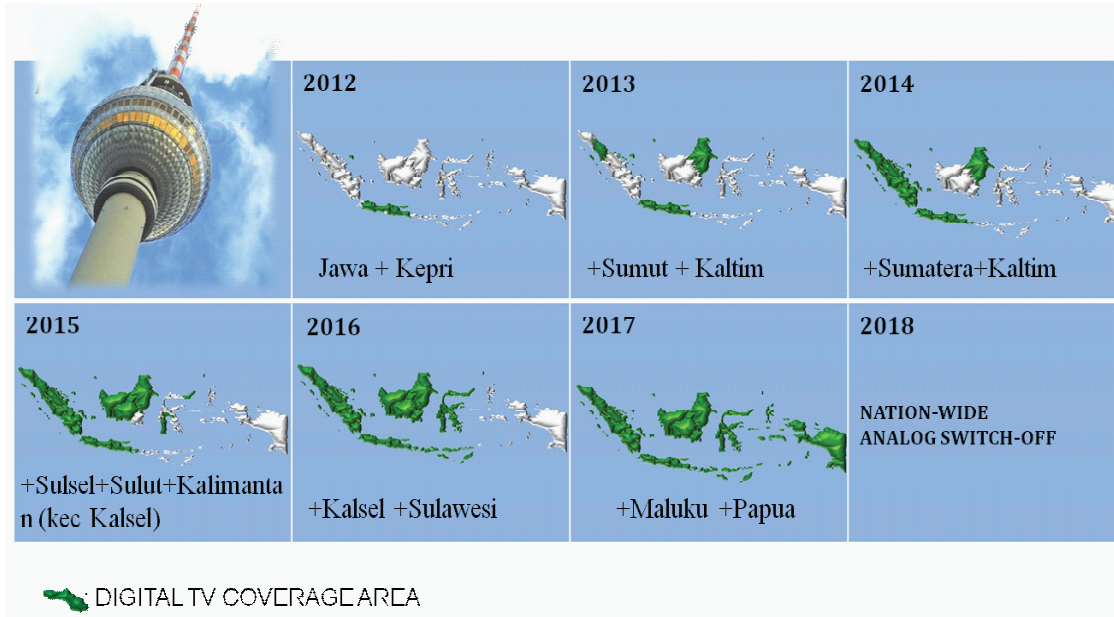 2012
Jawa + Kepri
2013
+Sumut + Kaltim
2014
+Sumatera+Kaltim
2015
+Sulsel+Sulut+Kalimanta
n (kec Kalsel)
2016
+Kalsel +Sulawesi
2017
+Maluku +Papua
2018
NATION-WIDE
ANALOG SWITCH-OFF
: DIGITAL TV COVERAGE AREA